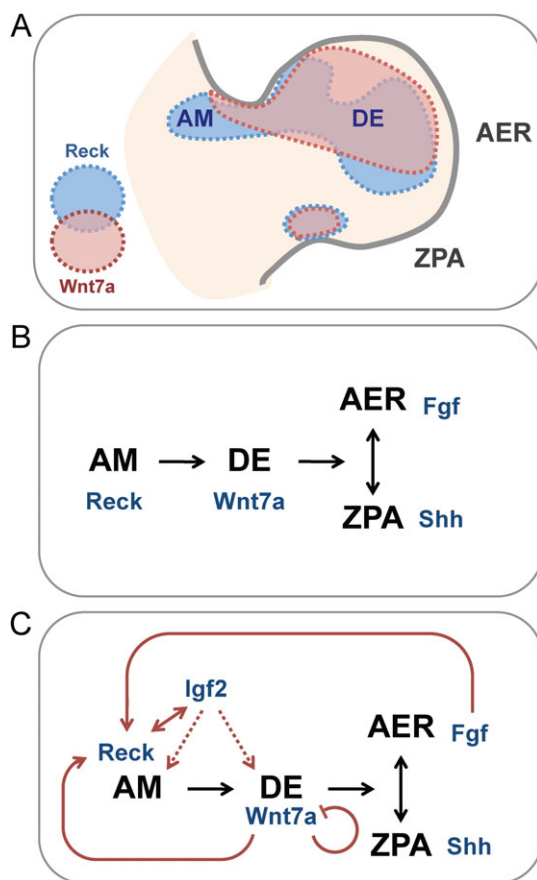 A
AM
DE
AER
Reck
Wnt7a
ZPA
B
AER Fgf
AM
DE
Reck
Wnt7a
ZPA Shh
C
Igf2
Reck
AER Fgf
AM
DE
Wnt7a
ZPA Shh